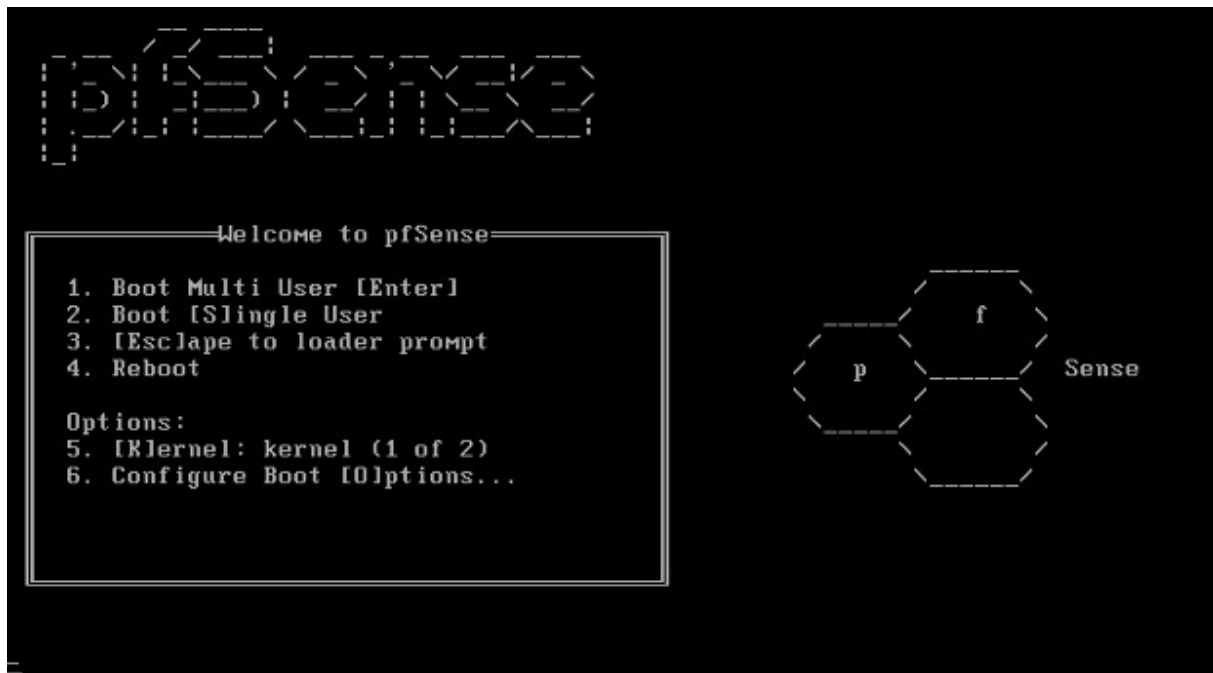 pfSense
Welcome to pfSense
1. Boot Multi User [Enter]
2. Boot [S]ingle User
3. [Esc]ape to loader prompt
4. Reboot
Options:
5. [K]ernel: kernel (1 of 2)
6. Configure Boot [O]ptions...
f
p
Sense